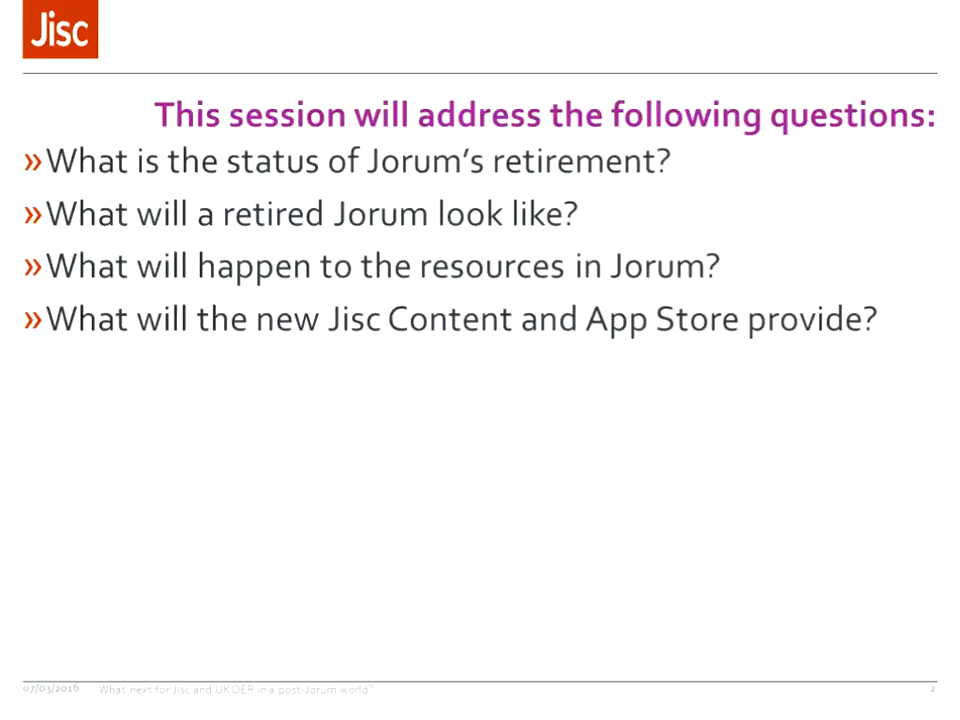 Jisc
This session will address the following questions:
»What is the status of Jorum’s retirement?
»What will a retired Jorum look like?
»What will happen to the resources in Jorum?
»What will the new Jisc Content and App Store provide?
07/03/2016 What next for Jisc and UKOER in a post-Jorum world? 2